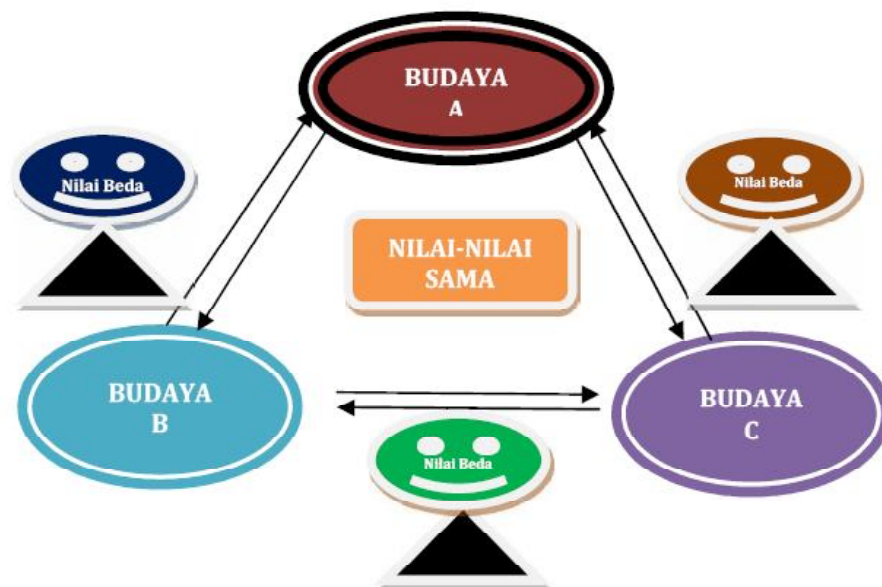 BUDAYA
A
Nilai Beda
Nilai Beda
NILAI-NILAI
SAMA
BUDAYA
B
BUDAYA
C
Nilai Beda